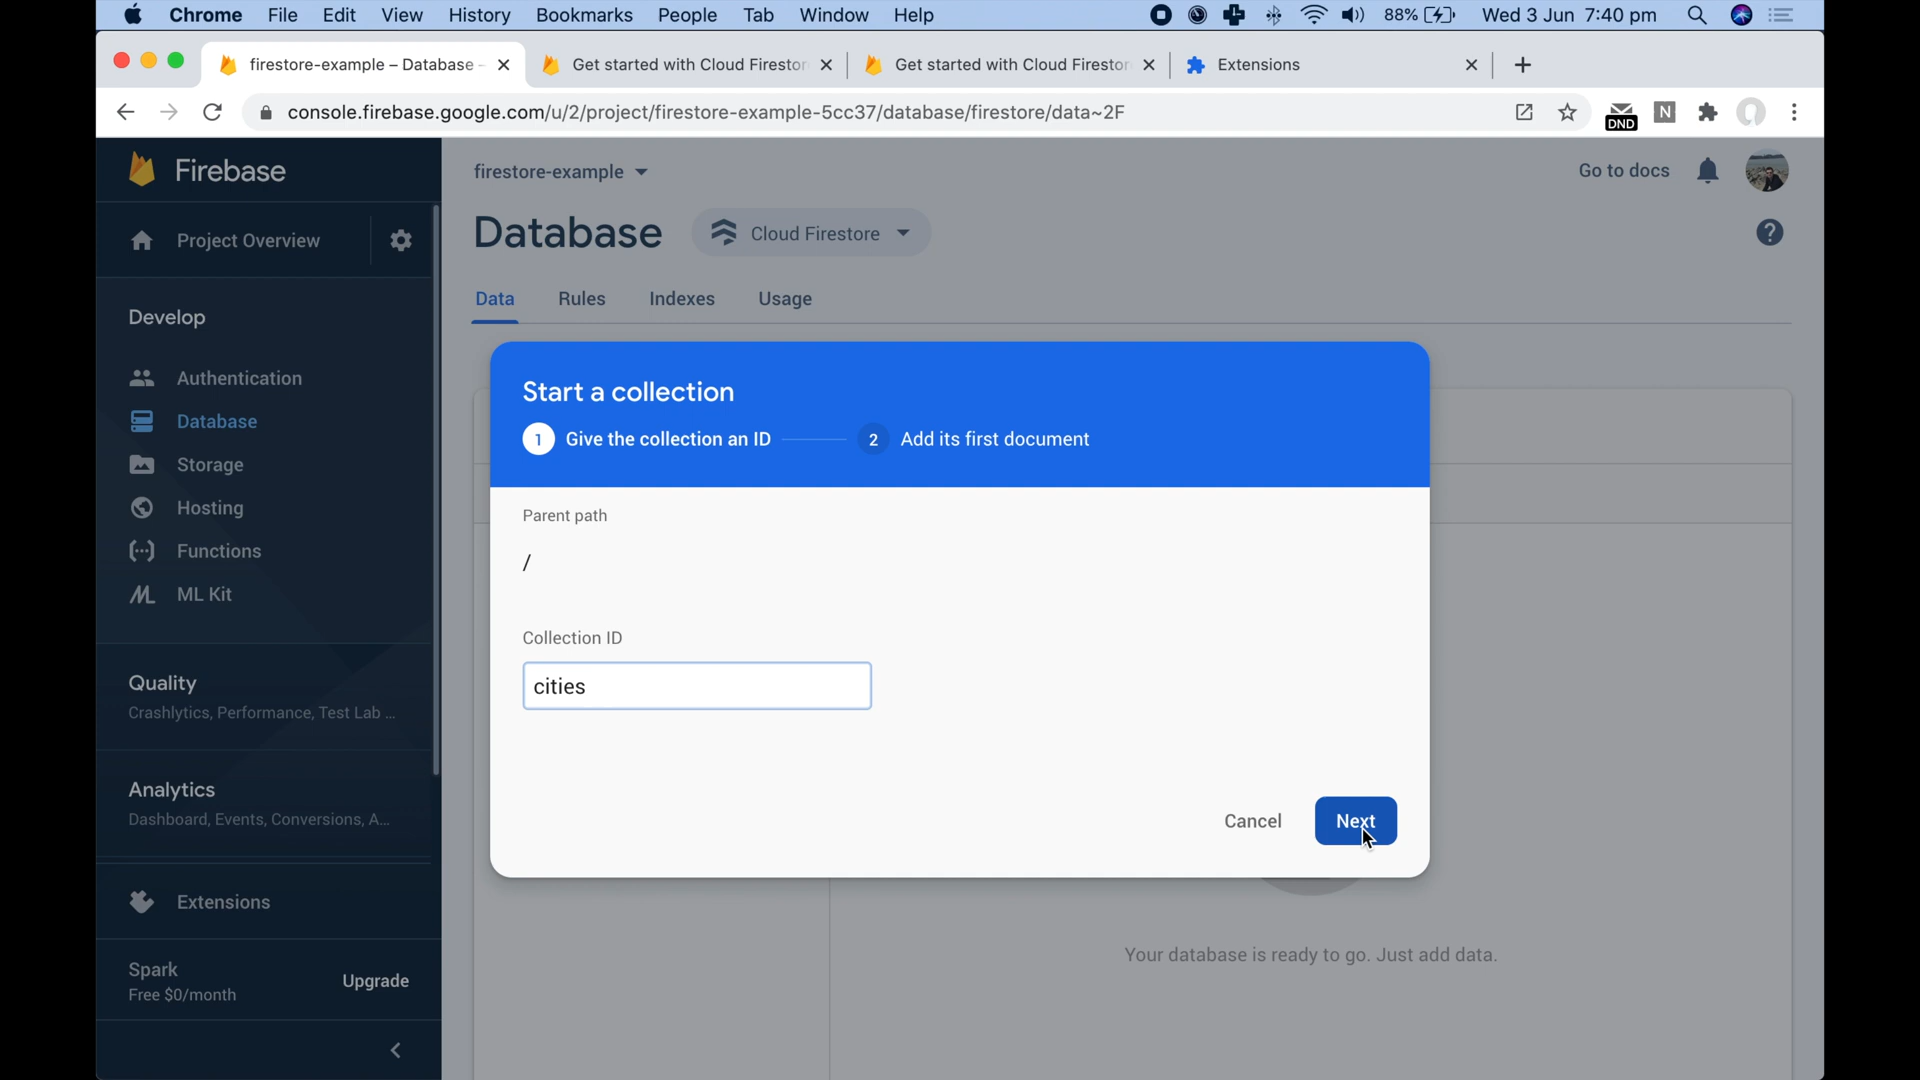 Chrome File Edit View History Bookmarks People Tab Window Help 88% Wed 3 Jun 7:40 pm
firestore-example – Database - Get started with Cloud Firestor Get started with Cloud Firestor Extensions
console.firebase.google.com/u/2/project/firestore-example-5cc37/database/firestore/data~2F
DND
N
Firebase
Project Overview
Develop
Authentication
Database
Storage
Hosting
Functions
ML Kit
Quality
Crashlytics, Performance, Test Lab ...
Analytics
Dashboard, Events, Conversions, A...
Extensions
Spark
Free $0/month
Upgrade
firestore-example
Go to docs
Database
Cloud Firestore
?
Data Rules Indexes Usage
Start a collection
1 Give the collection an ID 2 Add its first document
Parent path
/
Collection ID
cities
Cancel Next
Your database is ready to go. Just add data.